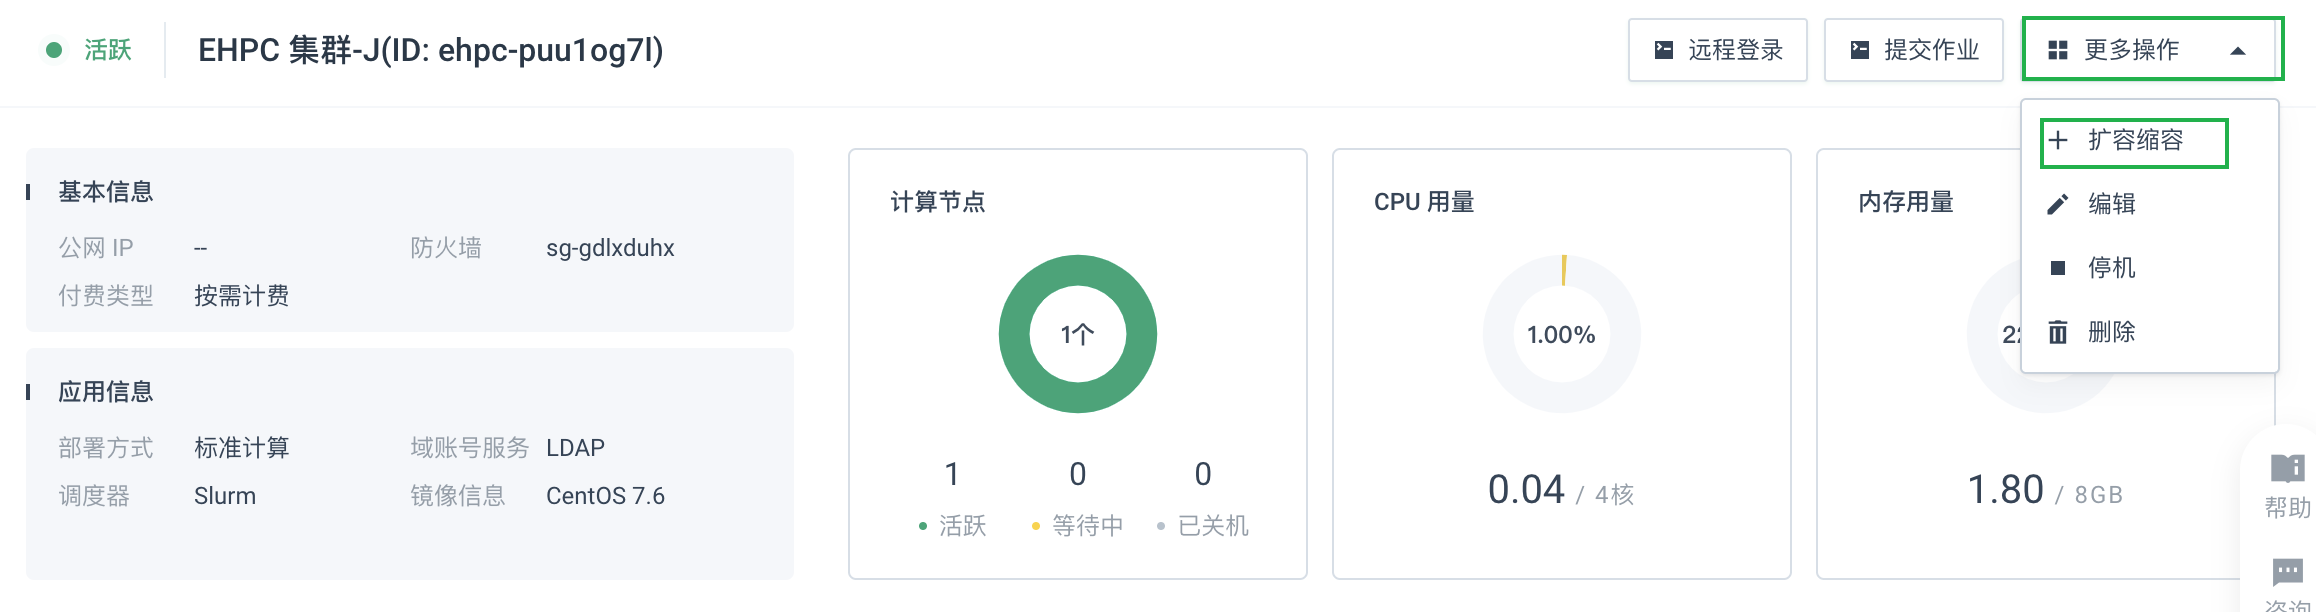 活跃
EHPC 集群-J(ID: ehpc-puu1og7l)
远程登录
提交作业
更多操作
扩容缩容
编辑
停机
删除
基本信息
公网 IP -- 防火墙 sg-gdlxduhx
付费类型 按需计费
应用信息
部署方式 标准计算 域账号服务 LDAP
调度器 Slurm 镜像信息 CentOS 7.6
计算节点
1个
1 0 0
活跃 等待中 已关机
CPU 用量
1.00%
0.04 / 4核
内存用量
1.80 / 8GB
帮助
咨询